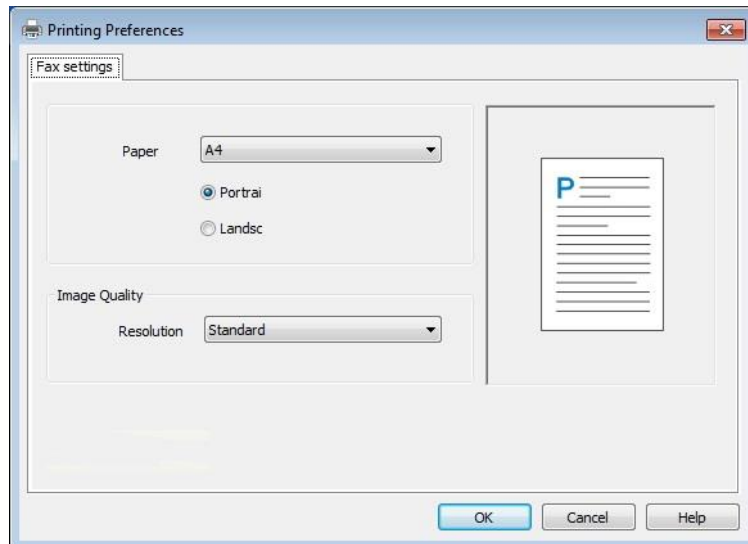 Printing Preferences
Fax settings
Paper
A4
Portrai
Landsc
P
Image Quality
Resolution
Standard
OK
Cancel
Help